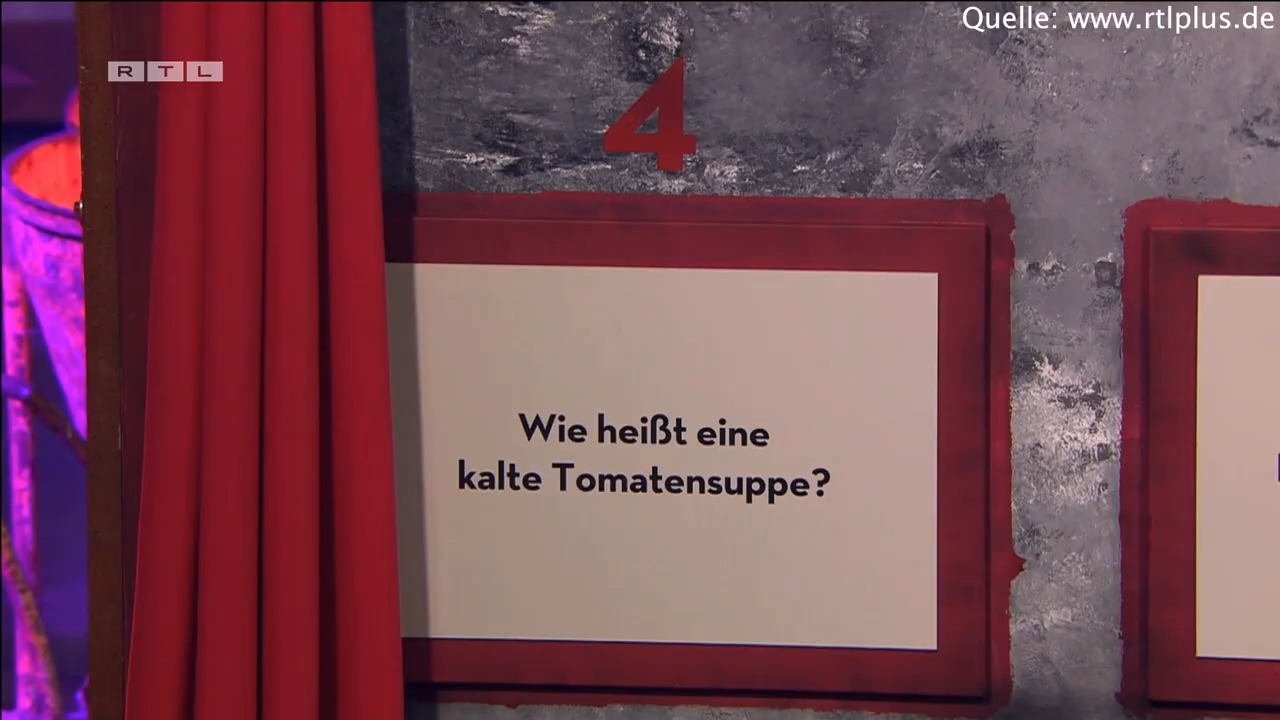 Quelle: www.rtlplus.de
RTL
4
Wie heißt eine
kalte Tomatensuppe?